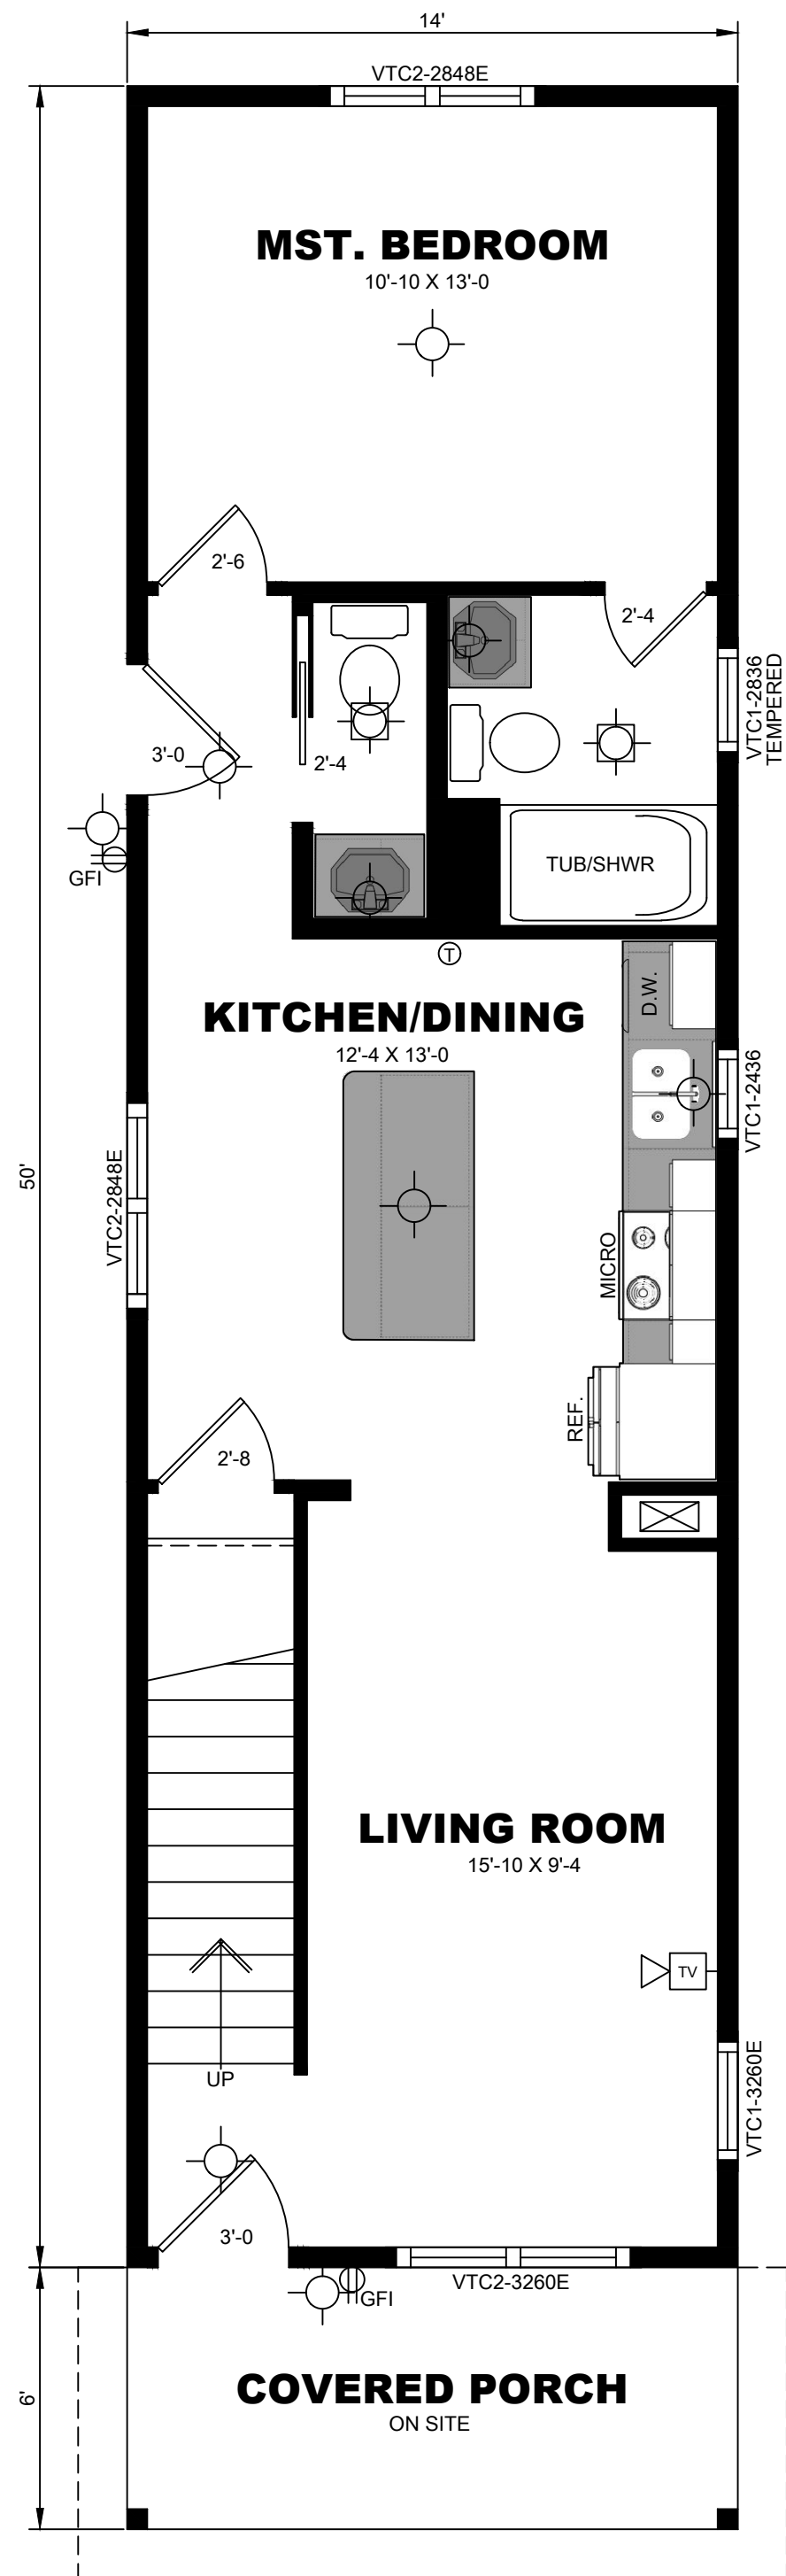 14'
VTC2-2848E
MST. BEDROOM
10'-10 X 13'-0
2'-6
2'-4
VTC1-2836
TEMPERED
3'-0
2'-4
GFI
TUB/SHWR
T
D.W.
KITCHEN/DINING
12'-4 X 13'-0
VTC1-2436
50'
VTC2-2848E
MICRO
REF.
2'-8
LIVING ROOM
15'-10 X 9'-4
TV
UP
VTC1-3260E
3'-0
VTC2-3260E
GFI
6'
COVERED PORCH
ON SITE